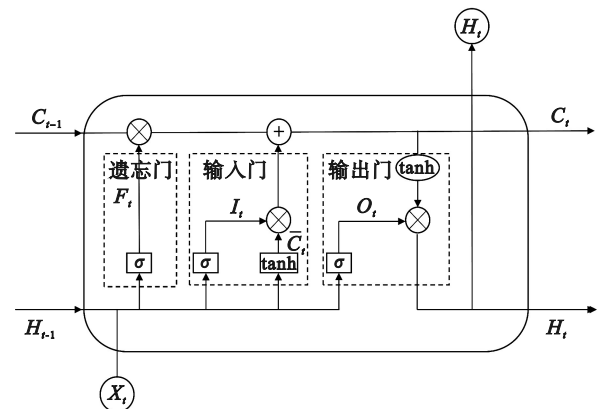 H_t
C_{t-1}
C_t
+
遗忘门
输入门
输出门
tanh
F_t
I_t
O_t
C̅_t
σ
σ
tanh
σ
H_{t-1}
H_t
X_t